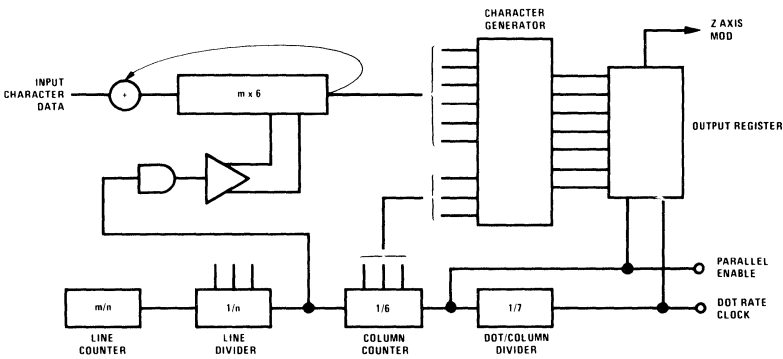 CHARACTER
GENERATOR
Z AXIS
MOD
INPUT
CHARACTER
DATA
+
m x 6
OUTPUT REGISTER
PARALLEL
ENABLE
m/n
1/n
1/6
1/7
DOT RATE
CLOCK
LINE
COUNTER
LINE
DIVIDER
COLUMN
COUNTER
DOT/COLUMN
DIVIDER